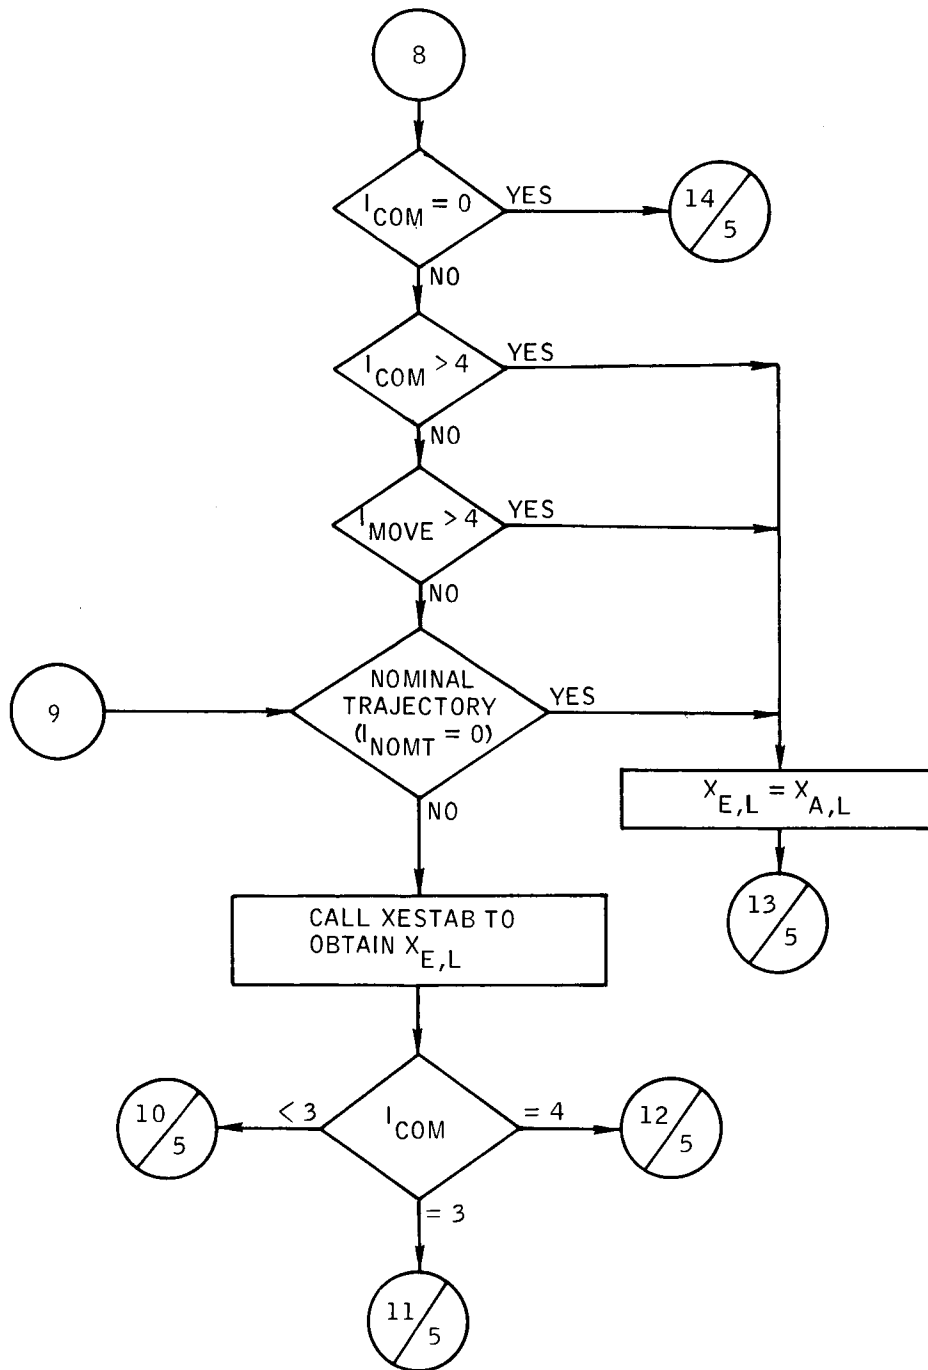 8
I_COM = 0
YES
14/5
NO
I_COM > 4
YES
NO
I_MOVE > 4
YES
NO
9
NOMINAL
TRAJECTORY
(I_NOMT = 0)
YES
X_E,L = X_A,L
NO
13/5
CALL XESTAB TO
OBTAIN X_E,L
10/5
< 3
I_COM
= 4
12/5
= 3
11/5